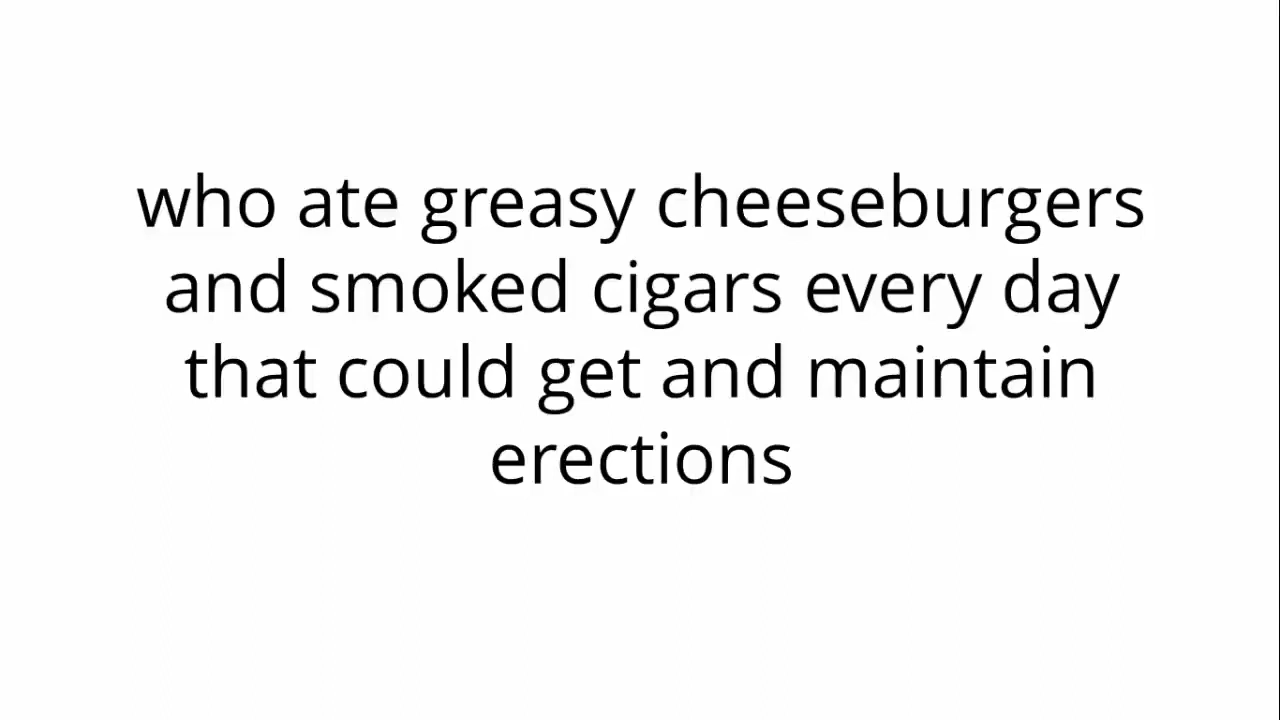 who ate greasy cheeseburgers
and smoked cigars every day
that could get and maintain
erections